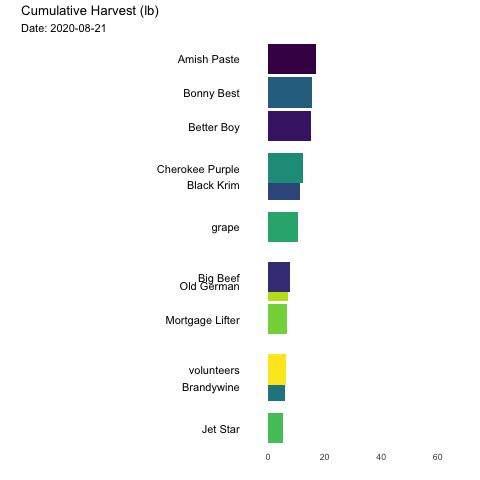 Cumulative Harvest (lb)
Date: 2020-08-21
Amish Paste
Bonny Best
Better Boy
Cherokee Purple
Black Krim
grape
Big Beef
Old German
Mortgage Lifter
volunteers
Brandywine
Jet Star
0 20 40 60